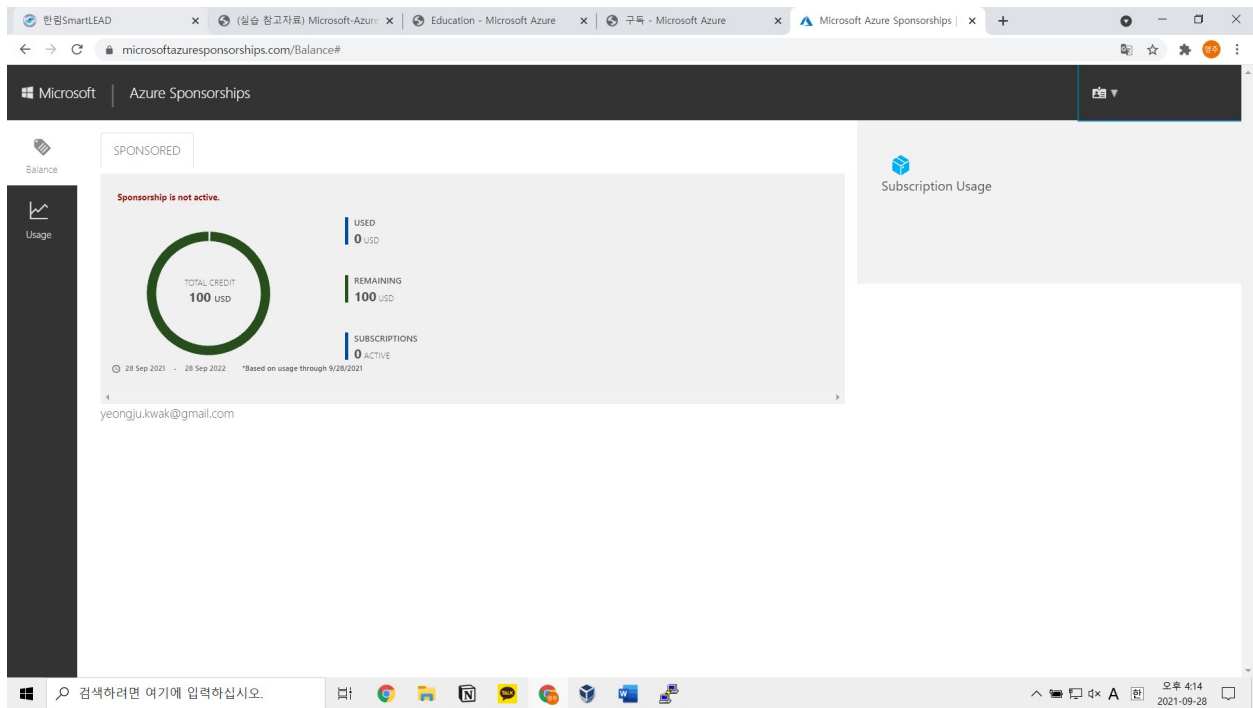 한림SmartLEAD
(실습 참고자료) Microsoft-Azure
Education - Microsoft Azure
구독 - Microsoft Azure
Microsoft Azure Sponsorships |
microsoftazuresponsorships.com/Balance#
영주
Microsoft | Azure Sponsorships
Balance
Usage
SPONSORED
Sponsorship is not active.
TOTAL CREDIT
100 USD
USED
0 USD
REMAINING
100 USD
SUBSCRIPTIONS
0 ACTIVE
28 Sep 2021 - 28 Sep 2022 *Based on usage through 9/28/2021
yeongju.kwak@gmail.com
Subscription Usage
검색하려면 여기에 입력하십시오.
TALK
A 한
오후 4:14
2021-09-28